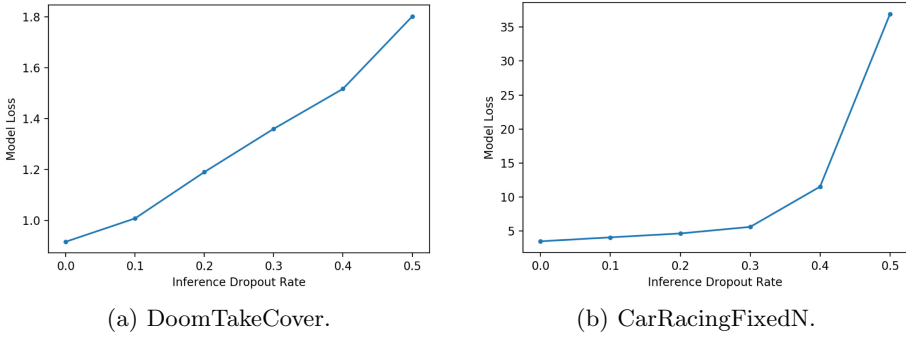 1.8
1.6
1.4
1.2
1.0
Model Loss
0.0 0.1 0.2 0.3 0.4 0.5
Inference Dropout Rate
(a) DoomTakeCover.
35
30
25
20
15
10
5
Model Loss
0.0 0.1 0.2 0.3 0.4 0.5
Inference Dropout Rate
(b) CarRacingFixedN.